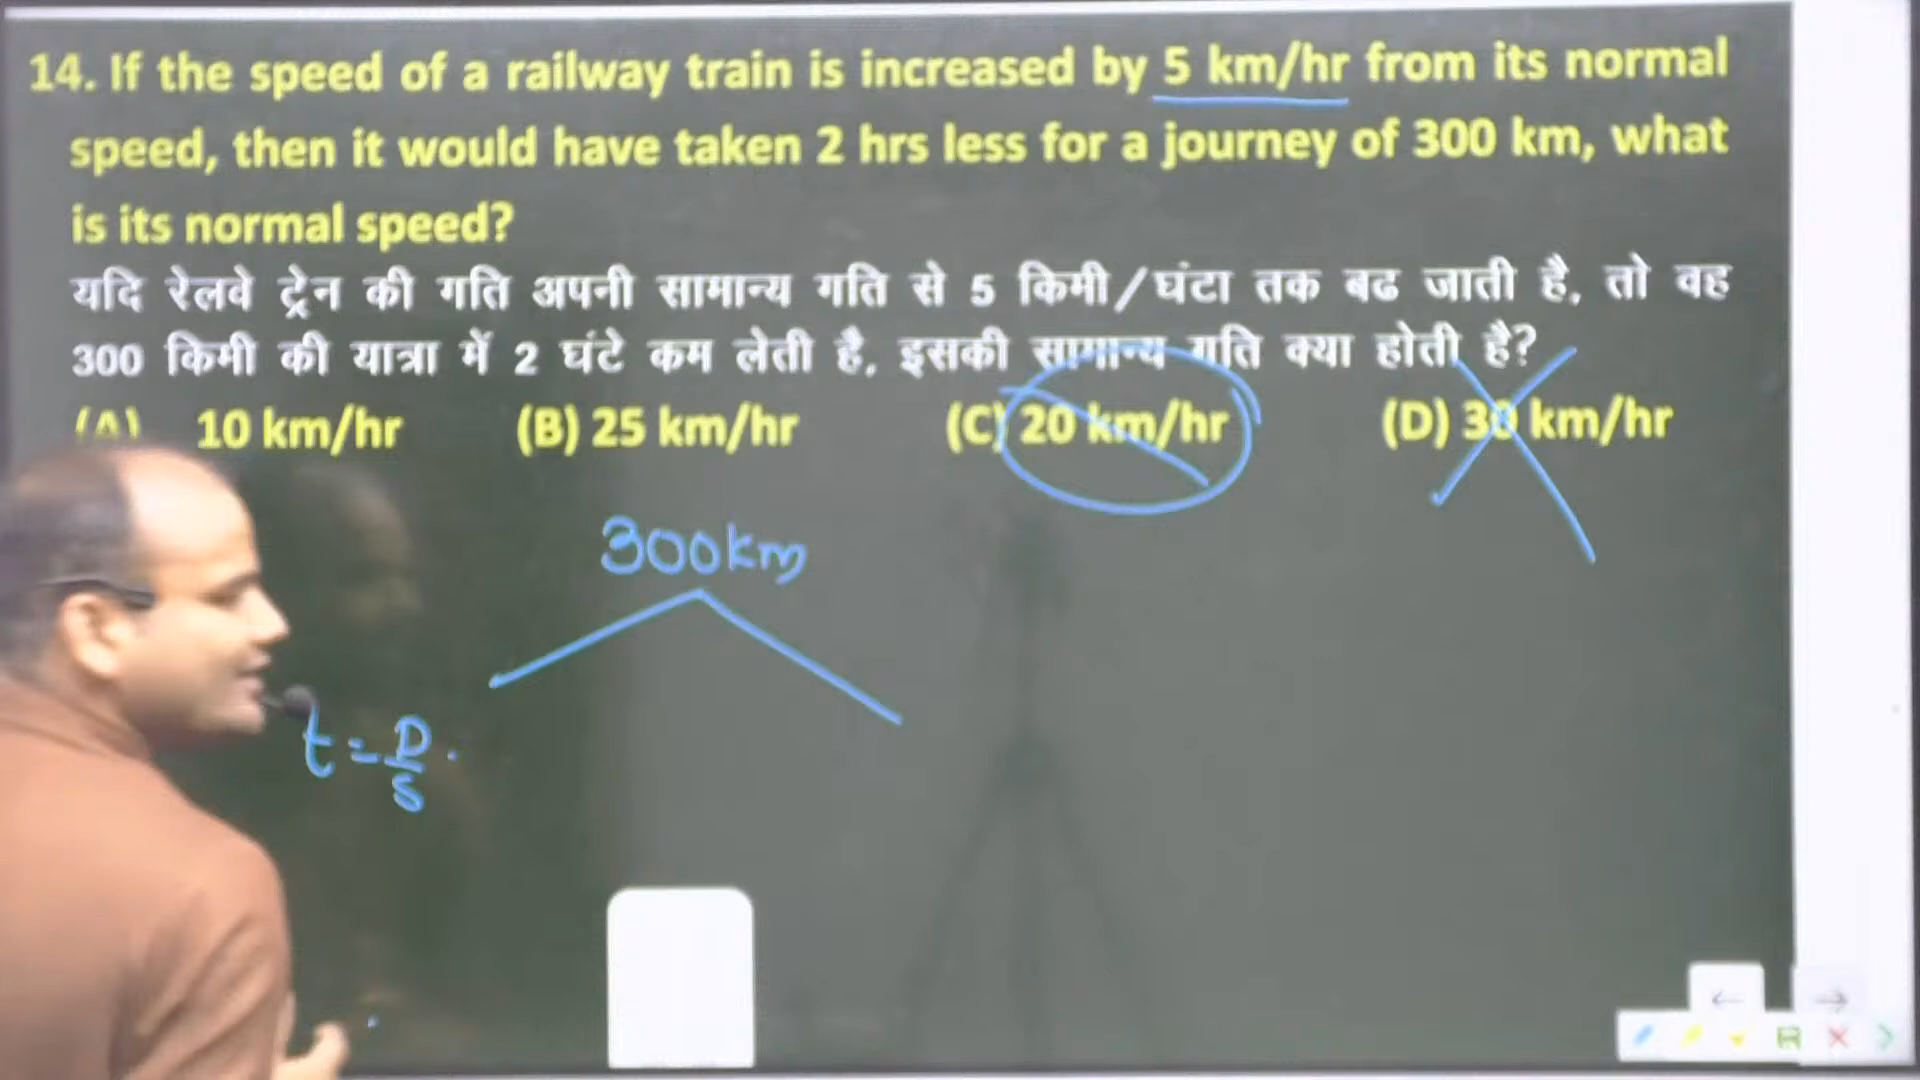 14. If the speed of a railway train is increased by 5 km/hr from its normal
speed, then it would have taken 2 hrs less for a journey of 300 km, what
is its normal speed?
यदि रेलवे ट्रेन की गति अपनी सामान्य गति से 5 किमी/घंटा तक बढ जाती है, तो वह
300 किमी की यात्रा में 2 घंटे कम लेती है, इसकी सामान्य गति क्या होती है?
(A) 10 km/hr (B) 25 km/hr (C) 20 km/hr (D) 30 km/hr
300km
t = D/S